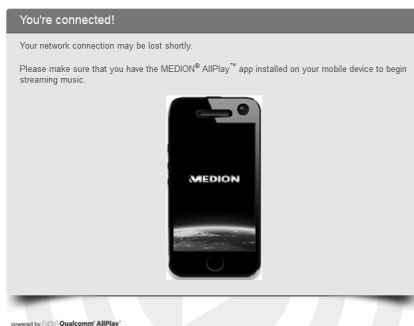 You're connected!
Your network connection may be lost shortly.
Please make sure that you have the MEDION® AllPlay™ app installed on your mobile device to begin
streaming music.
MEDION
powered by Qualcomm® AllPlay™